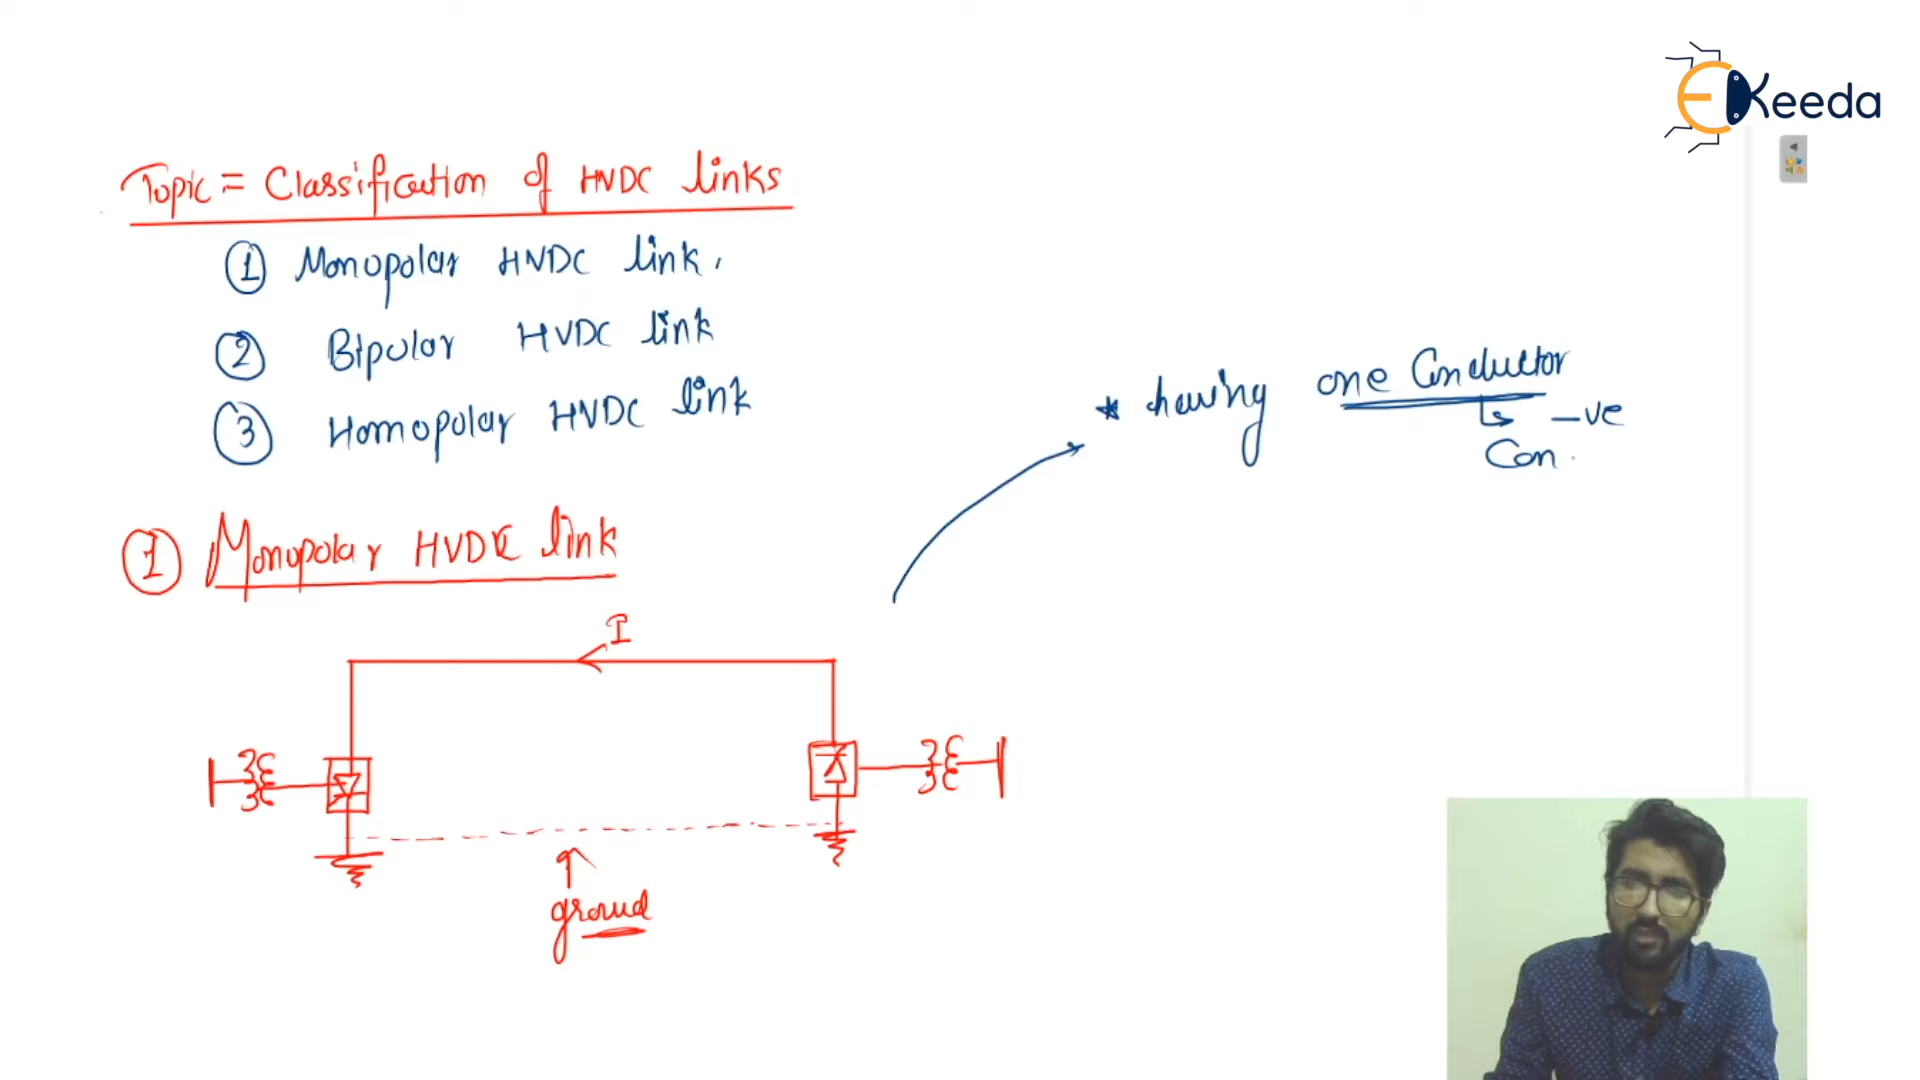 EKeeda
Topic = Classification of HVDC links
1 Monopolar HVDC link.
2 Bipolar HVDC link
3 Homopolar HVDC link
* having one Conductor
-ve
Con
1 Monopolar HVDC link
I
ground